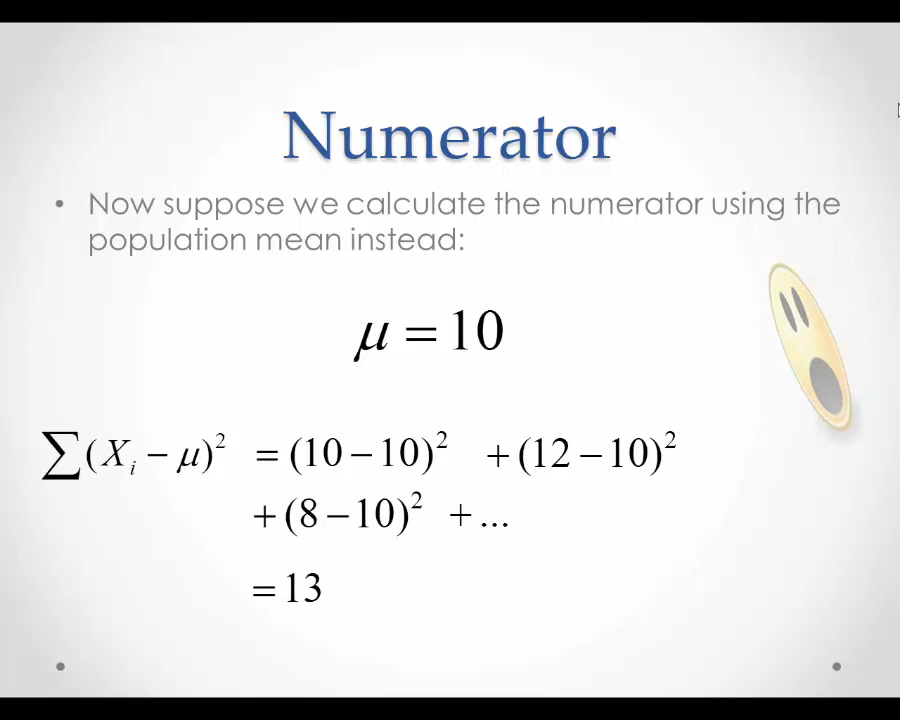 Numerator
• Now suppose we calculate the numerator using the
population mean instead:
μ = 10
∑(Xᵢ − μ)² = (10 − 10)² + (12 − 10)²
+ (8 − 10)² + ...
= 13